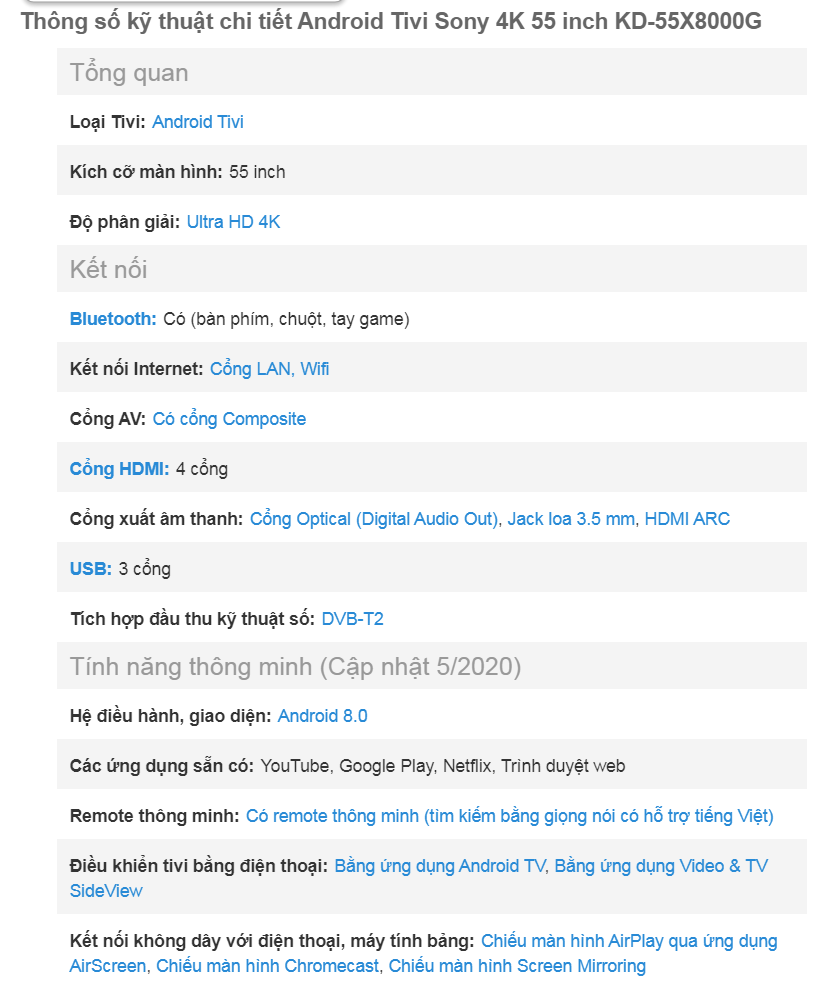 Thông số kỹ thuật chi tiết Android Tivi Sony 4K 55 inch KD-55X8000G
Tổng quan
Loại Tivi: Android Tivi
Kích cỡ màn hình: 55 inch
Độ phân giải: Ultra HD 4K
Kết nối
Bluetooth: Có (bàn phím, chuột, tay game)
Kết nối Internet: Cổng LAN, Wifi
Cổng AV: Có cổng Composite
Cổng HDMI: 4 cổng
Cổng xuất âm thanh: Cổng Optical (Digital Audio Out), Jack loa 3.5 mm, HDMI ARC
USB: 3 cổng
Tích hợp đầu thu kỹ thuật số: DVB-T2
Tính năng thông minh (Cập nhật 5/2020)
Hệ điều hành, giao diện: Android 8.0
Các ứng dụng sẵn có: YouTube, Google Play, Netflix, Trình duyệt web
Remote thông minh: Có remote thông minh (tìm kiếm bằng giọng nói có hỗ trợ tiếng Việt)
Điều khiển tivi bằng điện thoại: Bằng ứng dụng Android TV, Bằng ứng dụng Video & TV
SideView
Kết nối không dây với điện thoại, máy tính bảng: Chiếu màn hình AirPlay qua ứng dụng
AirScreen, Chiếu màn hình Chromecast, Chiếu màn hình Screen Mirroring